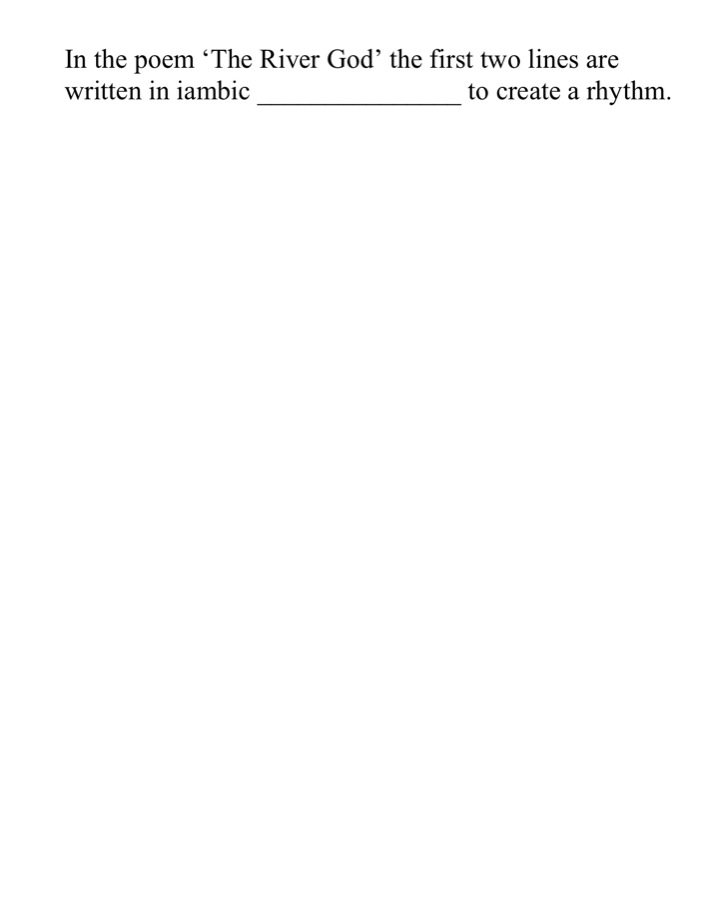 In the poem ‘The River God’ the first two lines are
written in iambic _______________ to create a rhythm.